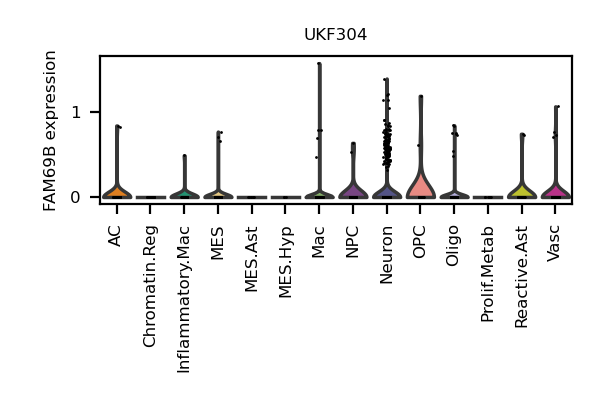 UKF304
FAM69B expression
1
0
AC
Chromatin.Reg
Inflammatory.Mac
MES
MES.Ast
MES.Hyp
Mac
NPC
Neuron
OPC
Oligo
Prolif.Metab
Reactive.Ast
Vasc